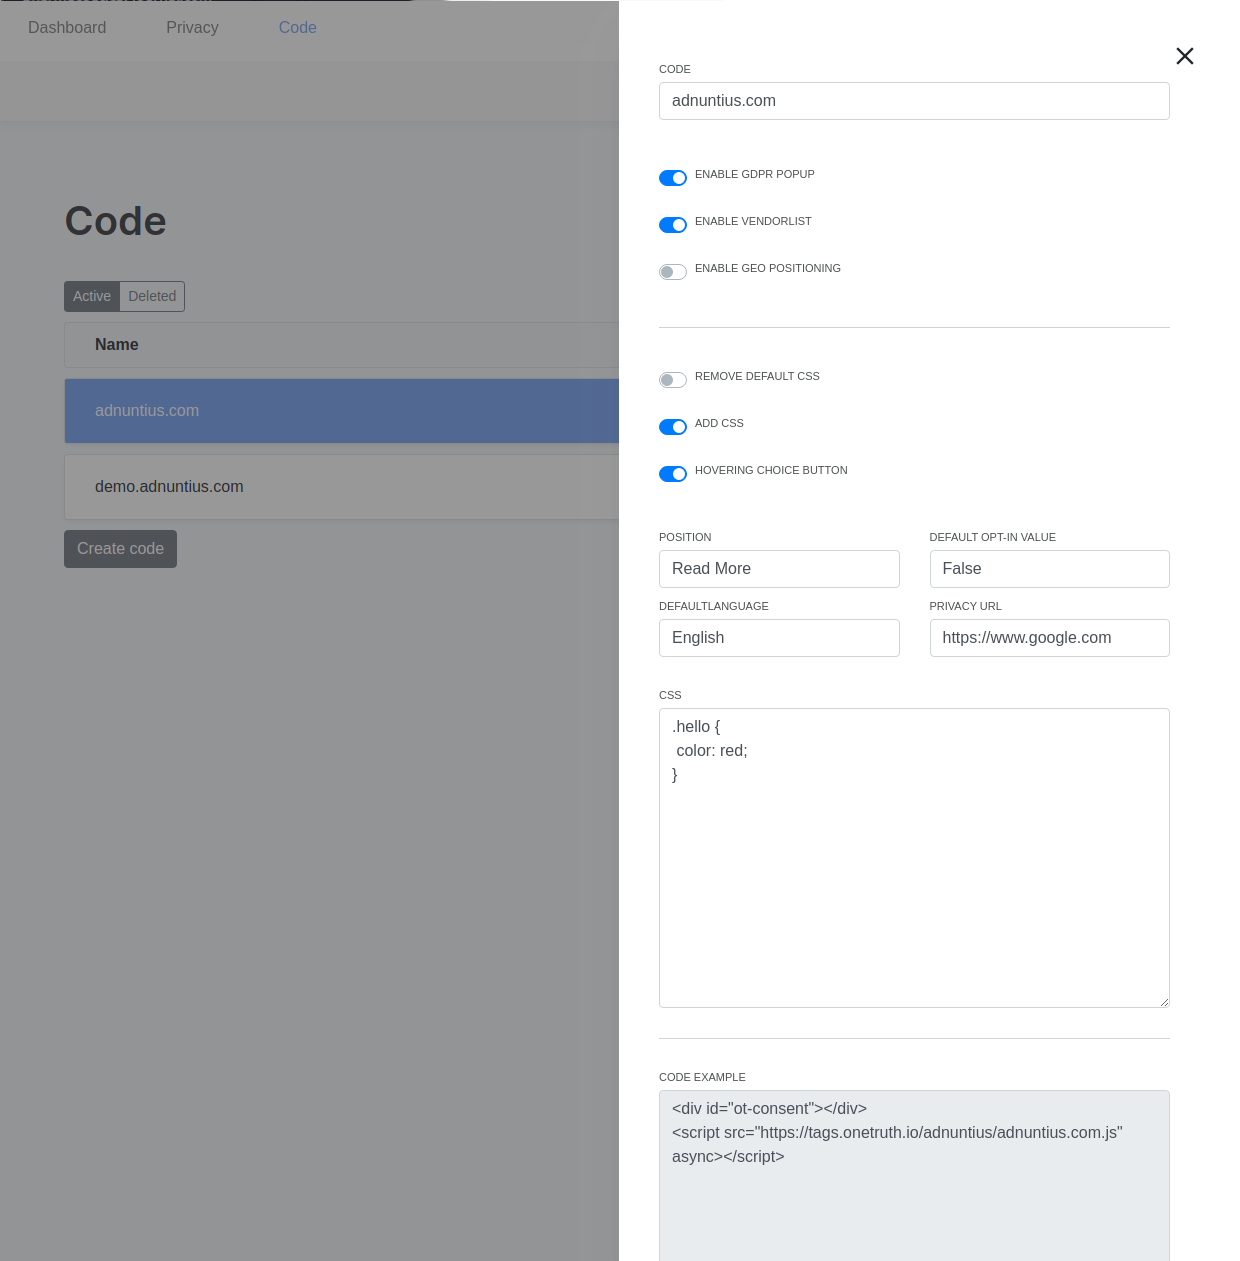 Dashboard
Privacy
Code
Code
Active
Deleted
Name
adnuntius.com
demo.adnuntius.com
Create code
CODE
adnuntius.com
ENABLE GDPR POPUP
ENABLE VENDORLIST
ENABLE GEO POSITIONING
REMOVE DEFAULT CSS
ADD CSS
HOVERING CHOICE BUTTON
POSITION
Read More
DEFAULT OPT-IN VALUE
False
DEFAULTLANGUAGE
English
PRIVACY URL
https://www.google.com
CSS
.hello {
 color: red;
}
CODE EXAMPLE
<div id="ot-consent"></div>
<script src="https://tags.onetruth.io/adnuntius/adnuntius.com.js"
async></script>